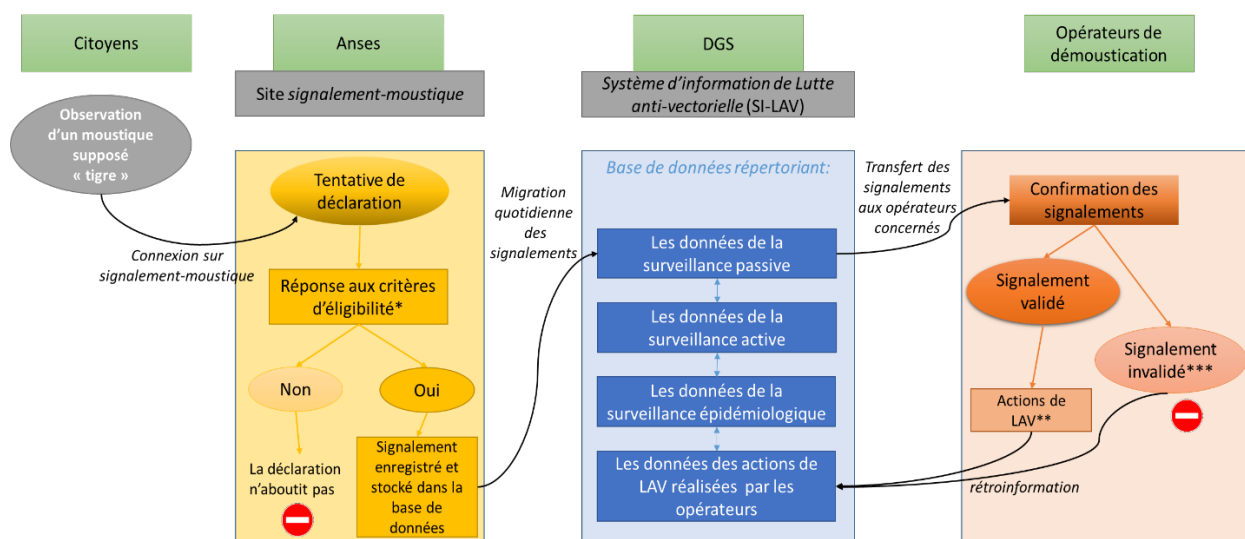 Citoyens
Anses
DGS
Opérateurs de
démoustication
Site signalement-moustique
Système d'information de Lutte
anti-vectorielle (SI-LAV)
Observation
d'un moustique
supposé
« tigre »
Connexion sur
signalement-moustique
Tentative de
déclaration
Réponse aux critères
d'éligibilité*
Non
Oui
La déclaration
n'aboutit pas
Signalement
enregistré et
stocké dans la
base de
données
Migration
quotidienne
des
signalements
Base de données répertoriant:
Les données de la
surveillance passive
Les données de la
surveillance active
Les données de la
surveillance épidémiologique
Les données des actions de
LAV réalisées par les
opérateurs
Transfert des
signalements
aux opérateurs
concernés
Confirmation des
signalements
Signalement
validé
Signalement
invalidé***
Actions de
LAV**
rétroinformation